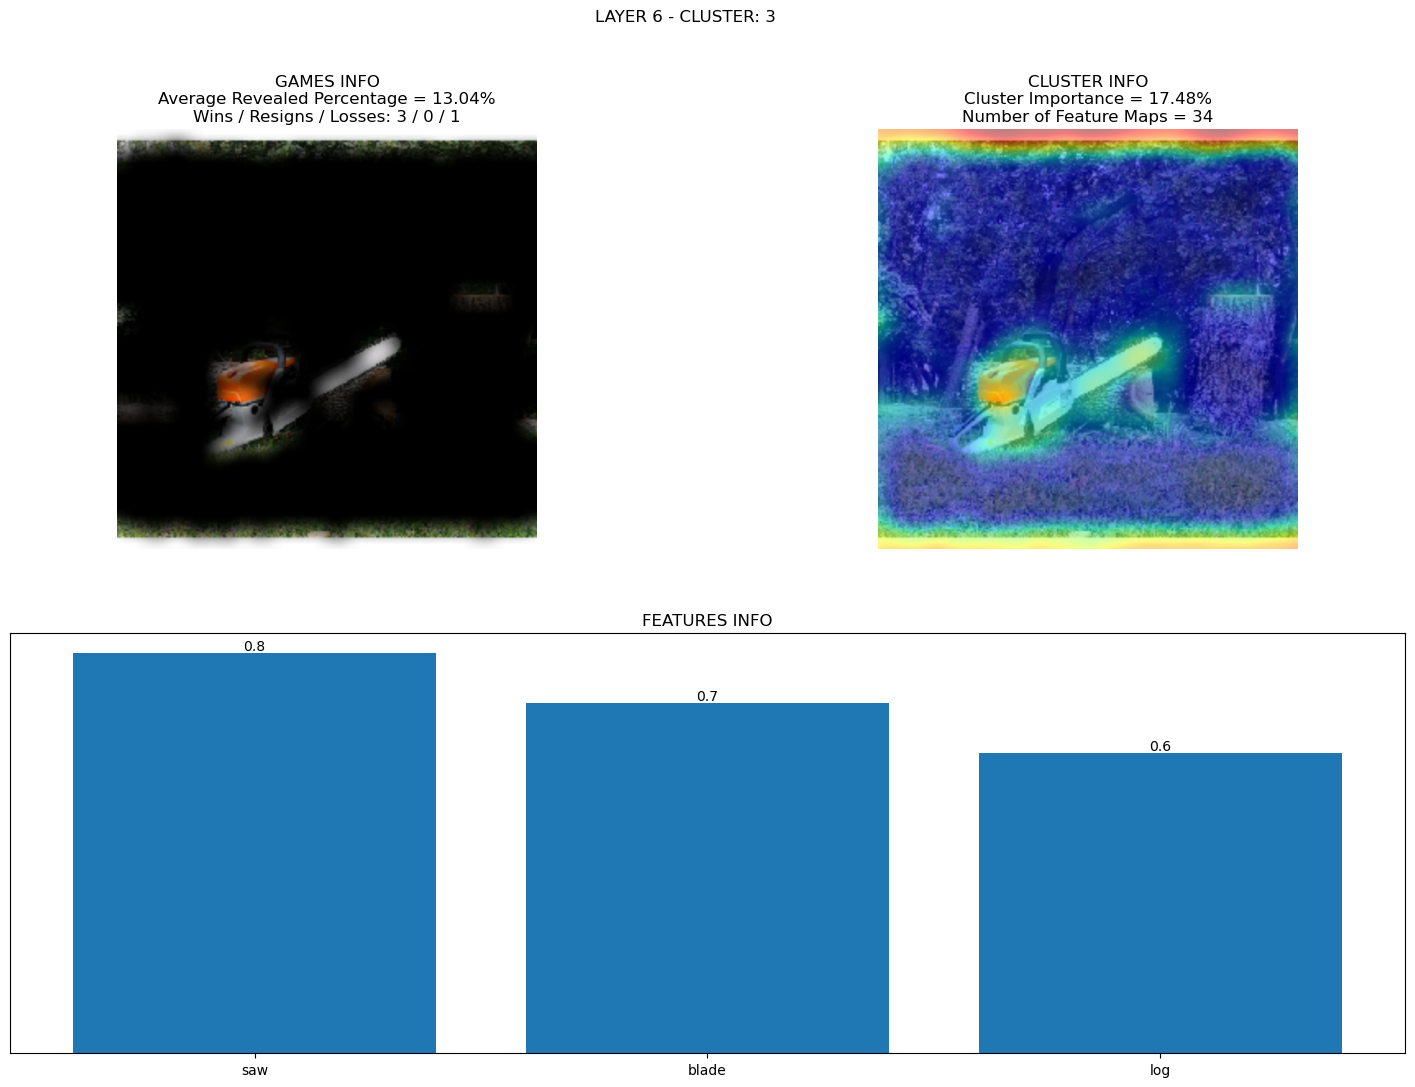 LAYER 6 - CLUSTER: 3
GAMES INFO
Average Revealed Percentage = 13.04%
Wins / Resigns / Losses: 3 / 0 / 1
CLUSTER INFO
Cluster Importance = 17.48%
Number of Feature Maps = 34
FEATURES INFO
0.8
0.7
0.6
saw
blade
log